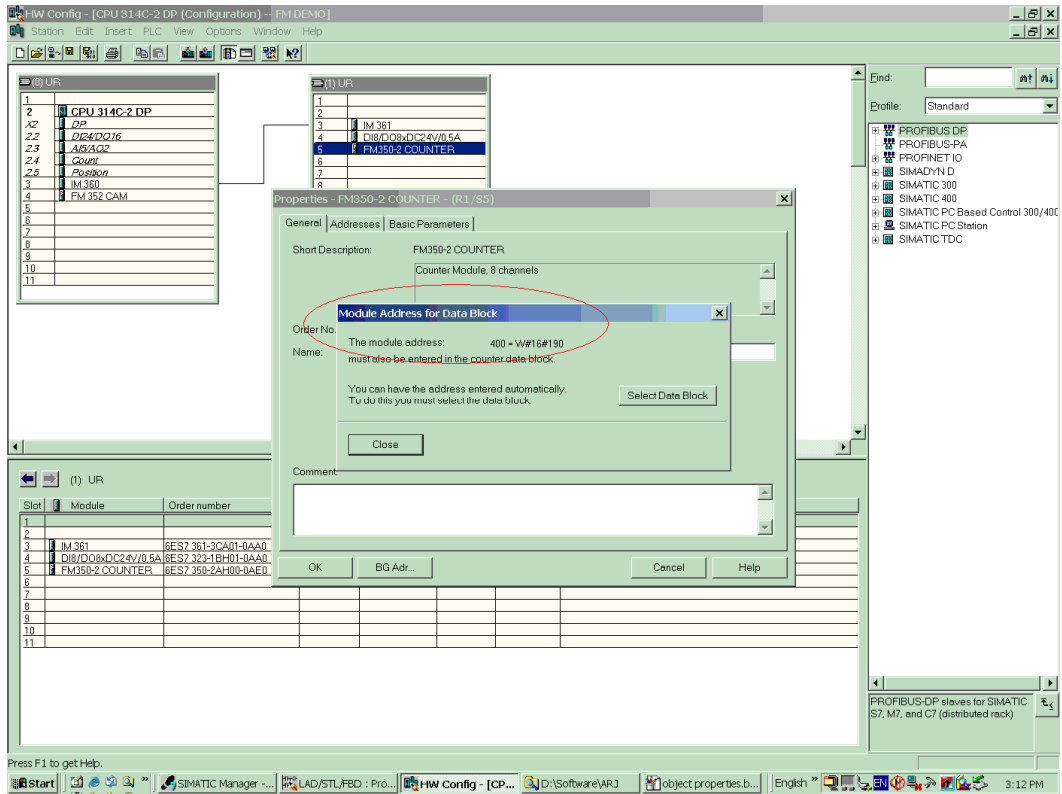 HW Config - [CPU 314C-2 DP (Configuration) -- FM DEMO]
Station Edit Insert PLC View Options Window Help
(0) UR
1
2 CPU 314C-2 DP
X2 DP
2.2 DI24/DO16
2.3 AI5/AO2
2.4 Count
2.5 Position
3 IM 360
4 FM 352 CAM
5
6
7
8
9
10
11
(1) UR
1
2
3 IM 361
4 DI8/DO8xDC24V/0,5A
5 FM350-2 COUNTER
6
7
8
Find:
Profile: Standard
PROFIBUS DP
PROFIBUS-PA
PROFINET IO
SIMADYN D
SIMATIC 300
SIMATIC 400
SIMATIC PC Based Control 300/400
SIMATIC PC Station
SIMATIC TDC
Properties - FM350-2 COUNTER - (R1/S5)
General Addresses Basic Parameters
Short Description: FM350-2 COUNTER
Counter Module, 8 channels
Order No.
Name:
Module Address for Data Block
The module address: 400 = W#16#190
must also be entered in the counter data block.
You can have the address entered automatically.
To do this you must select the data block.
Select Data Block
Close
Comment:
OK BG Adr... Cancel Help
(1) UR
Slot Module Order number
1
2
3 IM 361 6ES7 361-3CA01-0AA0
4 DI8/DO8xDC24V/0,5A 6ES7 323-1BH01-0AA0
5 FM350-2 COUNTER 6ES7 350-2AH00-0AE0
6
7
8
9
10
11
PROFIBUS-DP slaves for SIMATIC
S7, M7, and C7 (distributed rack)
Press F1 to get Help.
Start » SIMATIC Manager -... LAD/STL/FBD : Pro... HW Config - [CP... D:\Software\ARJ object properties.b... English » EN 3:12 PM